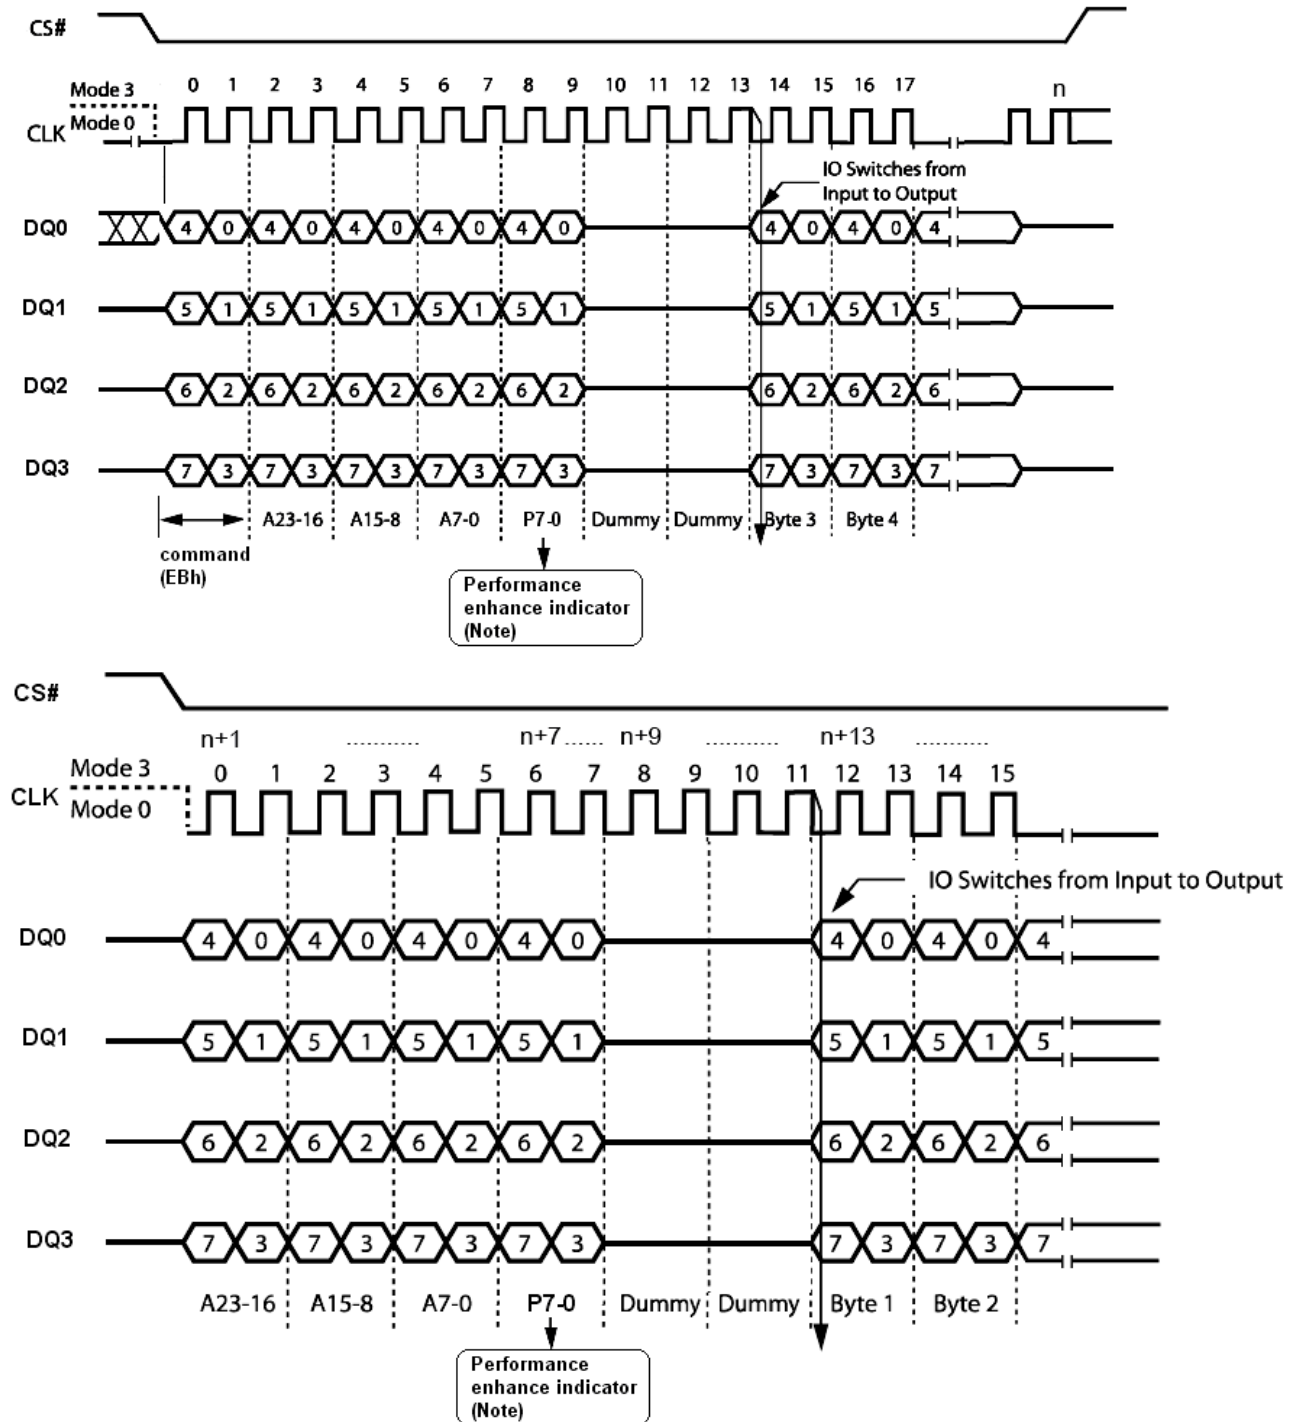 CS#
0 1 2 3 4 5 6 7 8 9 10 11 12 13 14 15 16 17 n
Mode 3
Mode 0
CLK
IO Switches from
Input to Output
DQ0 4 0 4 0 4 0 4 0 4 0 4 0 4 0 4
DQ1 5 1 5 1 5 1 5 1 5 1 5 1 5 1 5
DQ2 6 2 6 2 6 2 6 2 6 2 6 2 6 2 6
DQ3 7 3 7 3 7 3 7 3 7 3 7 3 7 3 7
A23-16 A15-8 A7-0 P7-0 Dummy Dummy Byte 3 Byte 4
command
(EBh)
Performance
enhance indicator
(Note)
CS#
n+1 .......... n+7 ...... n+9 .......... n+13 ..........
Mode 3
0 1 2 3 4 5 6 7 8 9 10 11 12 13 14 15
CLK
Mode 0
IO Switches from Input to Output
DQ0 4 0 4 0 4 0 4 0 4 0 4 0 4
DQ1 5 1 5 1 5 1 5 1 5 1 5 1 5
DQ2 6 2 6 2 6 2 6 2 6 2 6 2 6
DQ3 7 3 7 3 7 3 7 3 7 3 7 3 7
A23-16 A15-8 A7-0 P7-0 Dummy Dummy Byte 1 Byte 2
Performance
enhance indicator
(Note)